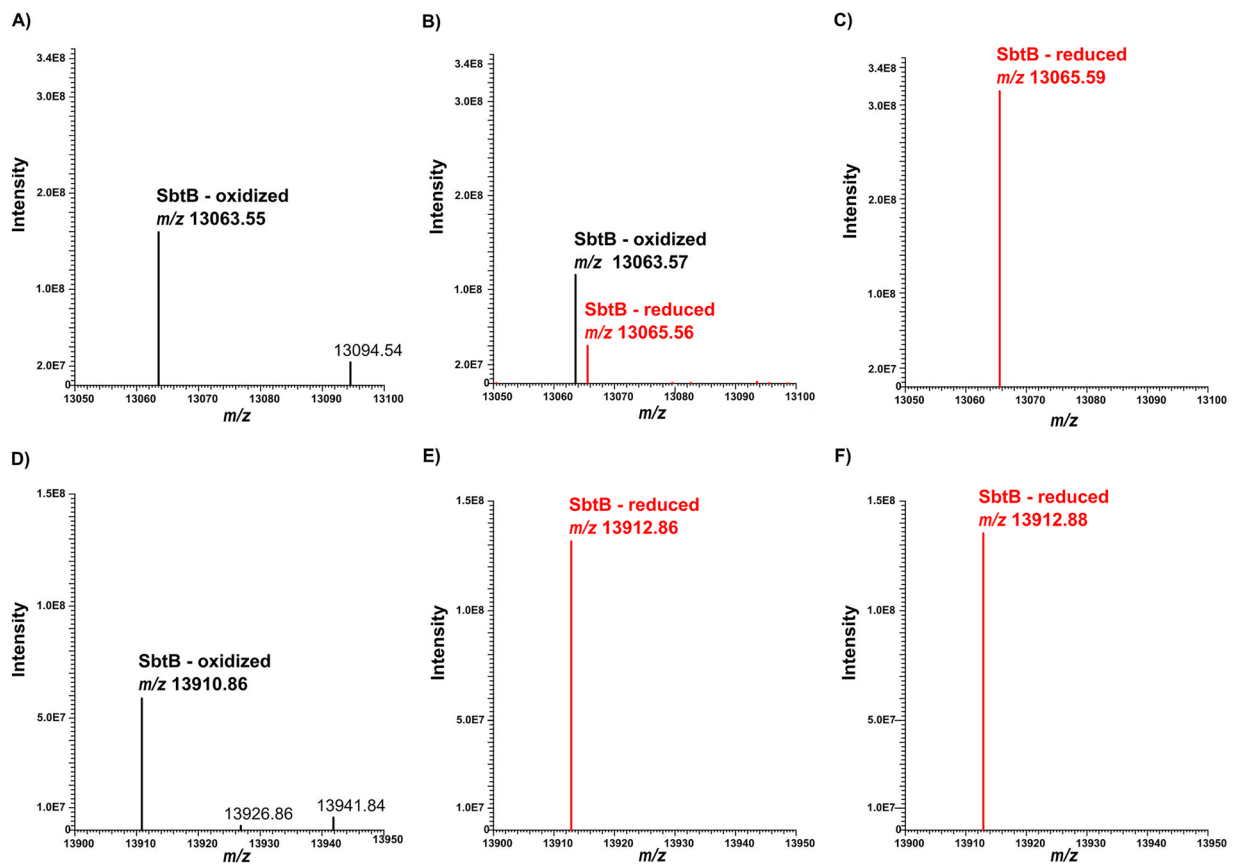 A)
3.4E8
3.0E8
2.0E8
1.0E8
2.0E7
0
Intensity
SbtB - oxidized
m/z 13063.55
13094.54
13050 13060 13070 13080 13090 13100
m/z
B)
3.4E8
3.0E8
2.0E8
1.0E8
2.0E7
0
Intensity
SbtB - oxidized
m/z 13063.57
SbtB - reduced
m/z 13065.56
13050 13060 13070 13080 13090 13100
m/z
C)
3.4E8
3.0E8
2.0E8
1.0E8
2.0E7
0
Intensity
SbtB - reduced
m/z 13065.59
13050 13060 13070 13080 13090 13100
m/z
D)
1.5E8
1.0E8
5.0E7
1.0E7
0
Intensity
SbtB - oxidized
m/z 13910.86
13926.86
13941.84
13900 13910 13920 13930 13940 13950
m/z
E)
1.5E8
1.0E8
5.0E7
1.0E7
0
Intensity
SbtB - reduced
m/z 13912.86
13900 13910 13920 13930 13940 13950
m/z
F)
1.5E8
1.0E8
5.0E7
1.0E7
0
Intensity
SbtB - reduced
m/z 13912.88
13900 13910 13920 13930 13940 13950
m/z